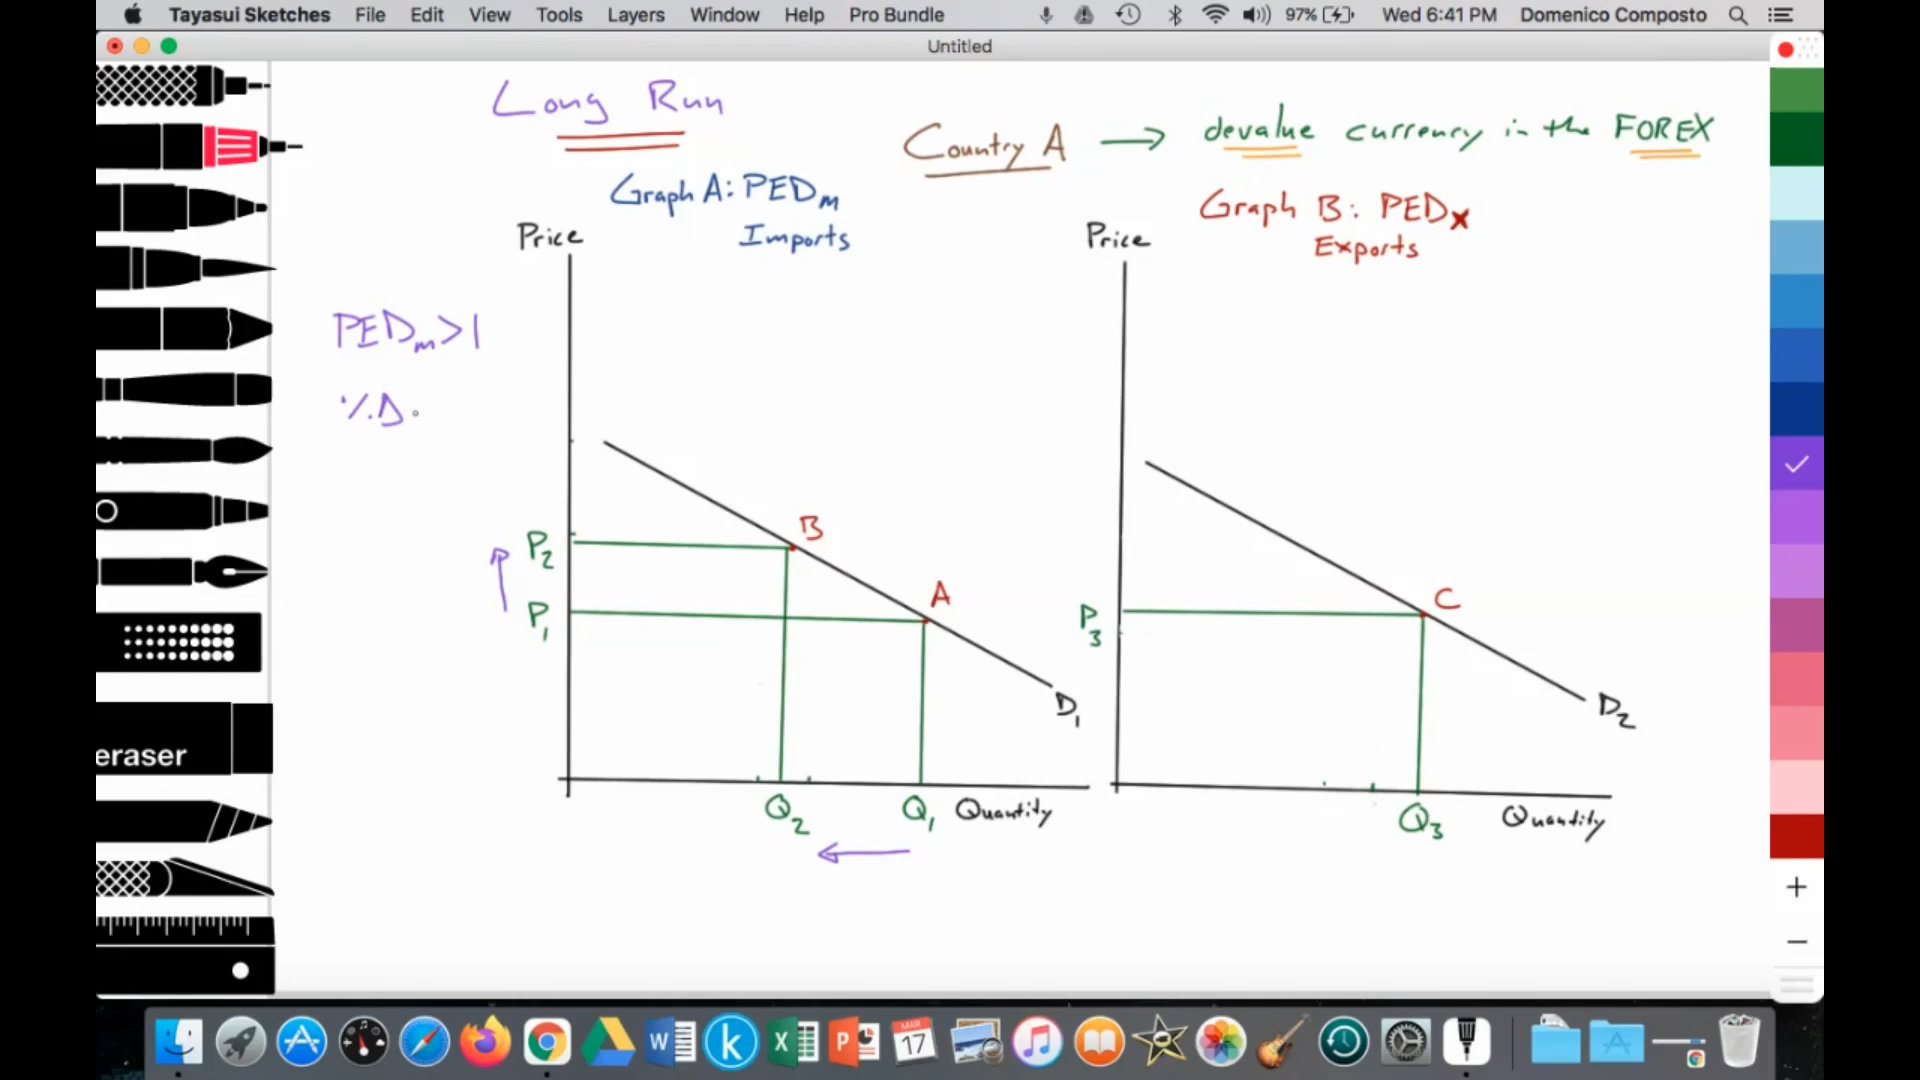 Tayasui Sketches File Edit View Tools Layers Window Help Pro Bundle 97% Wed 6:41 PM Domenico Composto
Untitled
Long Run
Country A → devalue currency in the FOREX
Graph A: PEDm
Imports
Graph B: PEDx
Exports
Price
Price
PEDm>1
%Δ
B
P2
A
P1
C
P3
D1
D2
eraser
Q2
Q1
Quantity
Q3
Quantity
W
k
X
P
MAR
17